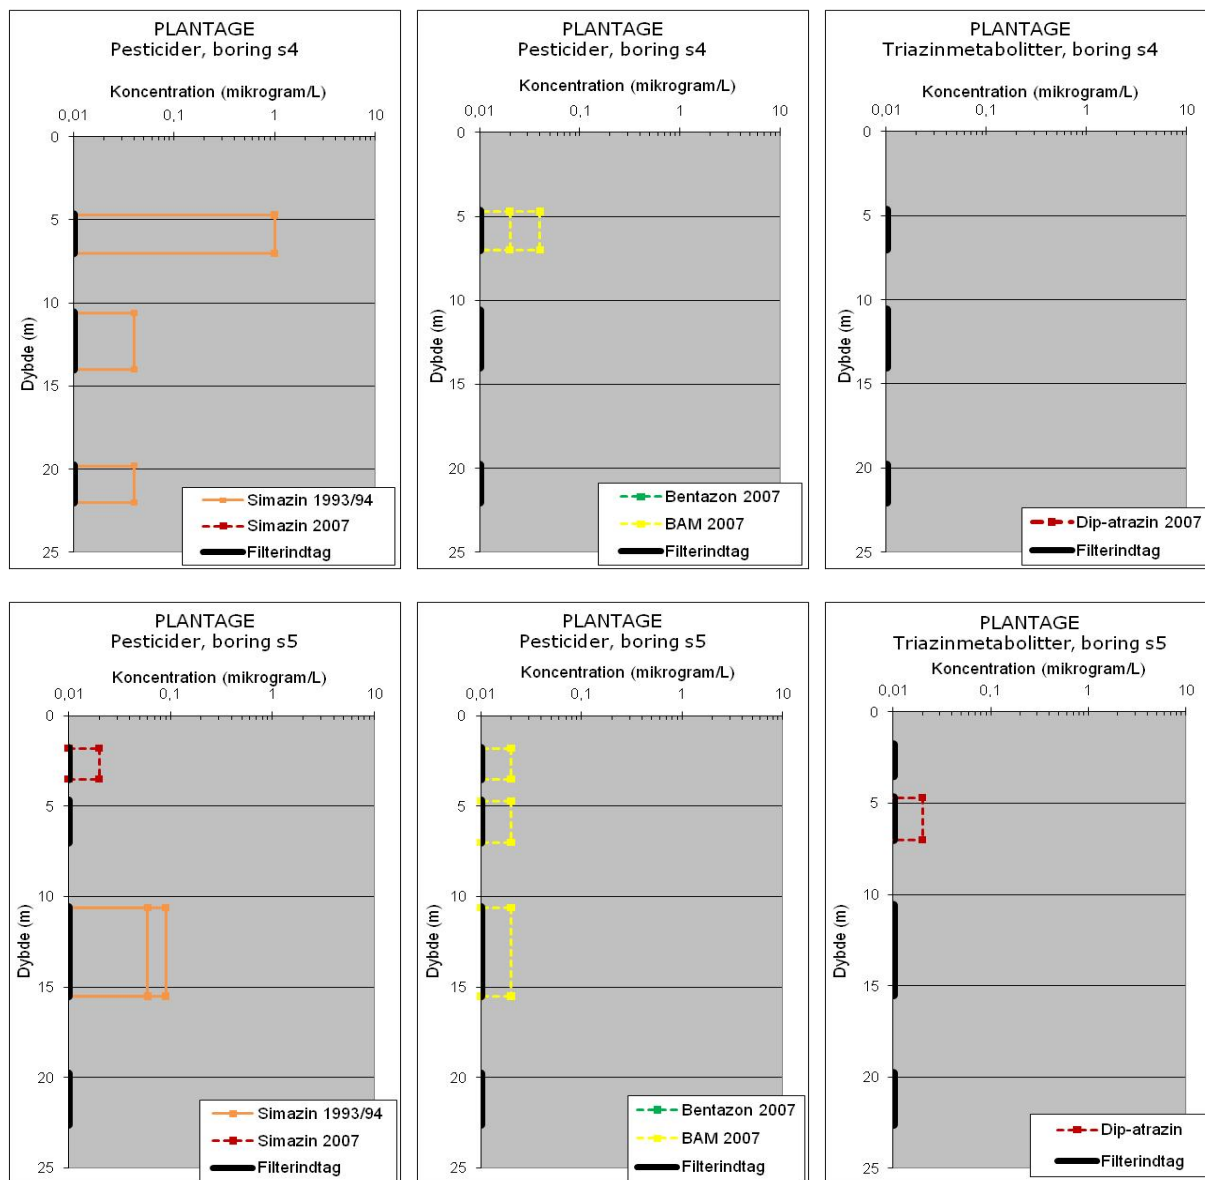 PLANTAGE
Pesticider, boring s4
Koncentration (mikrogram/L)
0,01 0,1 1 10
0
5
10
15
20
25
Dybde (m)
Simazin 1993/94
Simazin 2007
Filterindtag
PLANTAGE
Pesticider, boring s4
Koncentration (mikrogram/L)
0,01 0,1 1 10
0
5
10
15
20
25
Dybde (m)
Bentazon 2007
BAM 2007
Filterindtag
PLANTAGE
Triazinmetabolitter, boring s4
Koncentration (mikrogram/L)
0,01 0,1 1 10
0
5
10
15
20
25
Dybde (m)
Dip-atrazin 2007
Filterindtag
PLANTAGE
Pesticider, boring s5
Koncentration (mikrogram/L)
0,01 0,1 1 10
0
5
10
15
20
25
Dybde (m)
Simazin 1993/94
Simazin 2007
Filterindtag
PLANTAGE
Pesticider, boring s5
Koncentration (mikrogram/L)
0,01 0,1 1 10
0
5
10
15
20
25
Dybde (m)
Bentazon 2007
BAM 2007
Filterindtag
PLANTAGE
Triazinmetabolitter, boring s5
Koncentration (mikrogram/L)
0,01 0,1 1 10
0
5
10
15
20
25
Dybde (m)
Dip-atrazin
Filterindtag